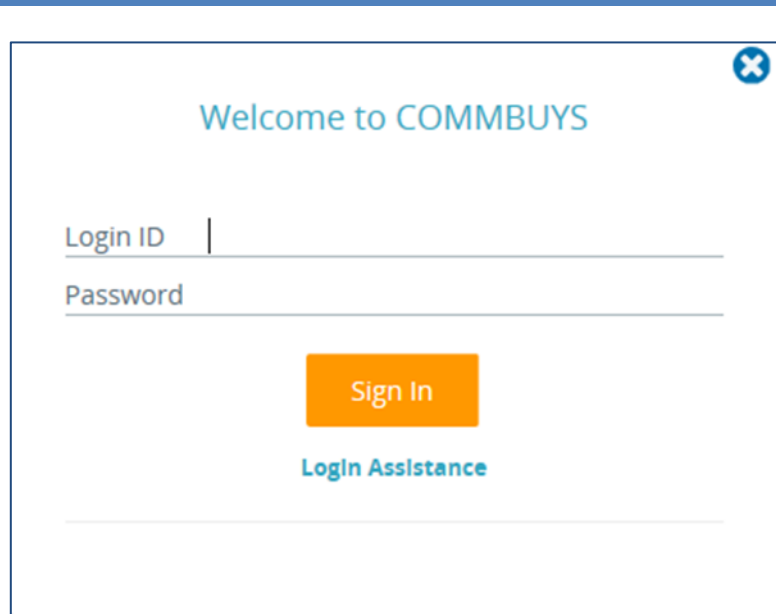 Welcome to COMMBUYS
Login ID
Password
Sign In
Login Assistance